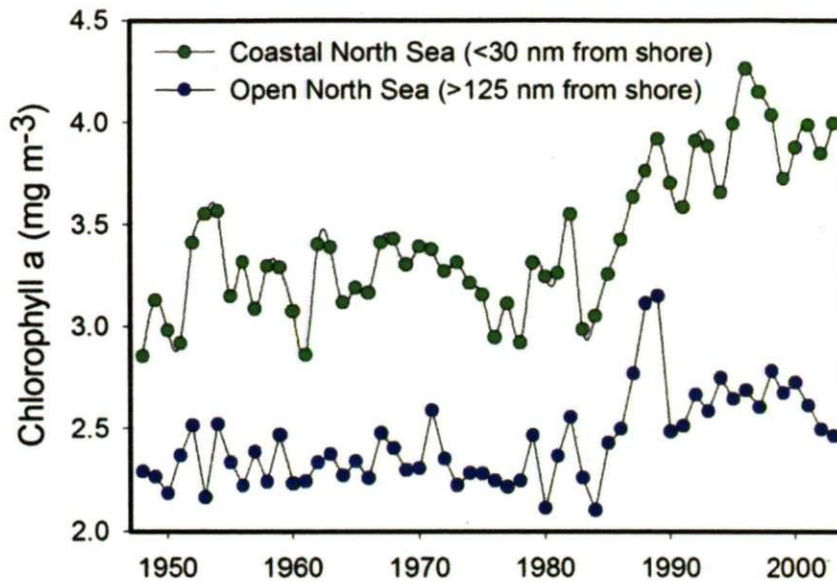 4.5
Coastal North Sea (<30 nm from shore)
Open North Sea (>125 nm from shore)
4.0
3.5
3.0
2.5
2.0
Chlorophyll a (mg m-3)
1950 1960 1970 1980 1990 2000